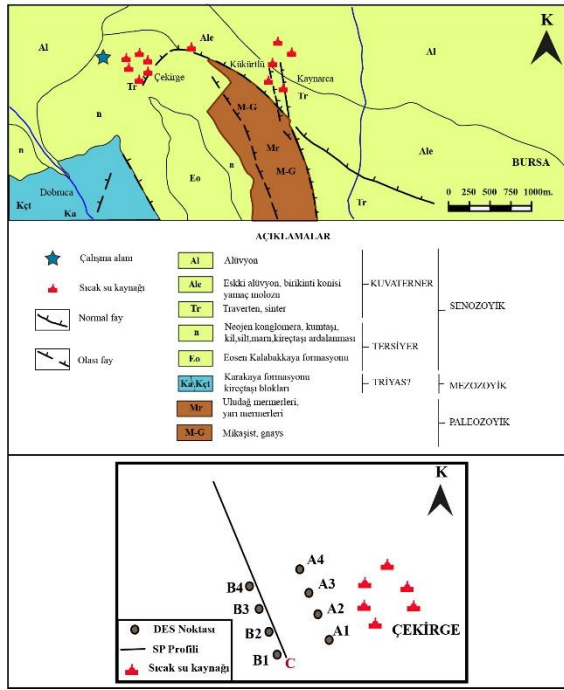 K
Al
Ale
Al
Kükürtlü
Çekirge
Kaynarca
Tr
Tr
n
M-G
n
n
Mr
Ale
Eo
M-G
BURSA
Dobruca
Kçt
Ka
Tr
0 250 500 750 1000m.
AÇIKLAMALAR
Çalışma alanı
Sıcak su kaynağı
Normal fay
Olası fay
Al Alüvyon
Ale Eskki alüvyon, birikinti konisi
yamaç molozu
Tr Traverten, sinter
n Neojen konglomera, kumtaşı,
kil,silt,marn,kireçtaşı ardalanması
Eo Eosen Kalabakkaya formasyonu
Ka,Kçt Karakaya formasyonu
kireçtaşı blokları
Mr Uludağ mermerleri,
yarı mermerleri
M-G Mikaşist, gnays
KUVATERNER
TERSİYER
TRİYAS?
SENOZOYİK
MEZOZOYİK
PALEOZOYİK
K
A4
A3
A2
A1
B4
B3
B2
B1
C
ÇEKİRGE
DES Noktası
SP Profili
Sıcak su kaynağı